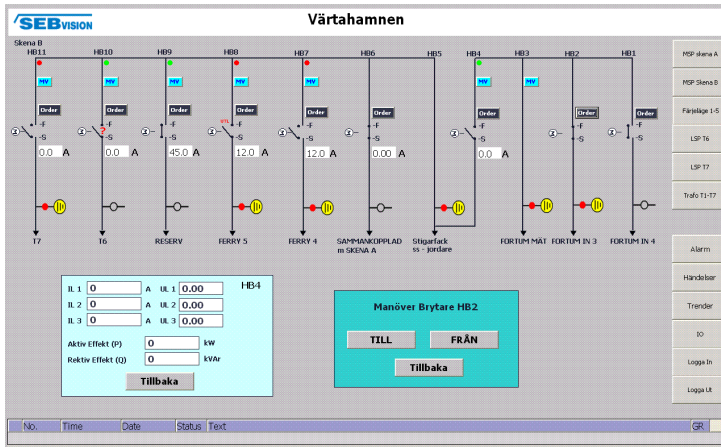 SEBVISION
Värtahamnen
Skena B
HB11 HB10 HB9 HB8 HB7 HB6 HB5 HB4 HB3 HB2 HB1
MV MV MV MV MV MV MV
Order Order Order Order Order Order Order Order
-F -F -F -F -F -F -F -F
-S -S -S -S -S -S -S -S
?
0.0 A 0.0 A 45.0 A 12.0 A 12.0 A 0.00 A 0.0 A
T7 T6 RESERV FERRY 5 FERRY 4 SAMMANKOPPLAD Stigarfack FORTUM MÄT FORTUM IN 3 FORTUM IN 4
m SKENA A ss - jordare
HB4
IL 1 0 A UL 1 0.00
IL 2 0 A UL 2 0.00
IL 3 0 A UL 3 0.00
Aktiv Effekt (P) 0 kW
Rektiv Effekt (Q) 0 kVAr
Tillbaka
Manöver Brytare HB2
TILL FRÅN
Tillbaka
MSP skena A
MSP Skena B
Färjeläge 1-5
LSP T6
LSP T7
Trafo T1-T7
Alarm
Händelser
Trender
IO
Logga In
Logga Ut
No. Time Date Status Text GR